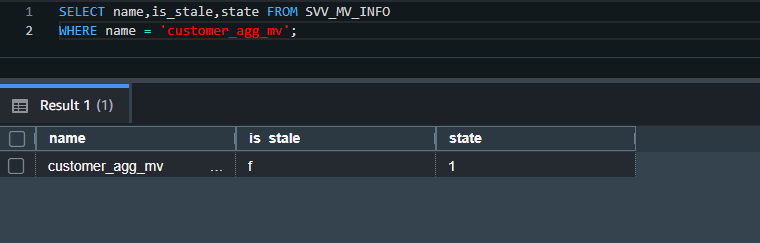 1 SELECT name,is_stale,state FROM SVV_MV_INFO
2 WHERE name = 'customer_agg_mv';
Result 1 (1)
name is_stale state
customer_agg_mv ... f 1